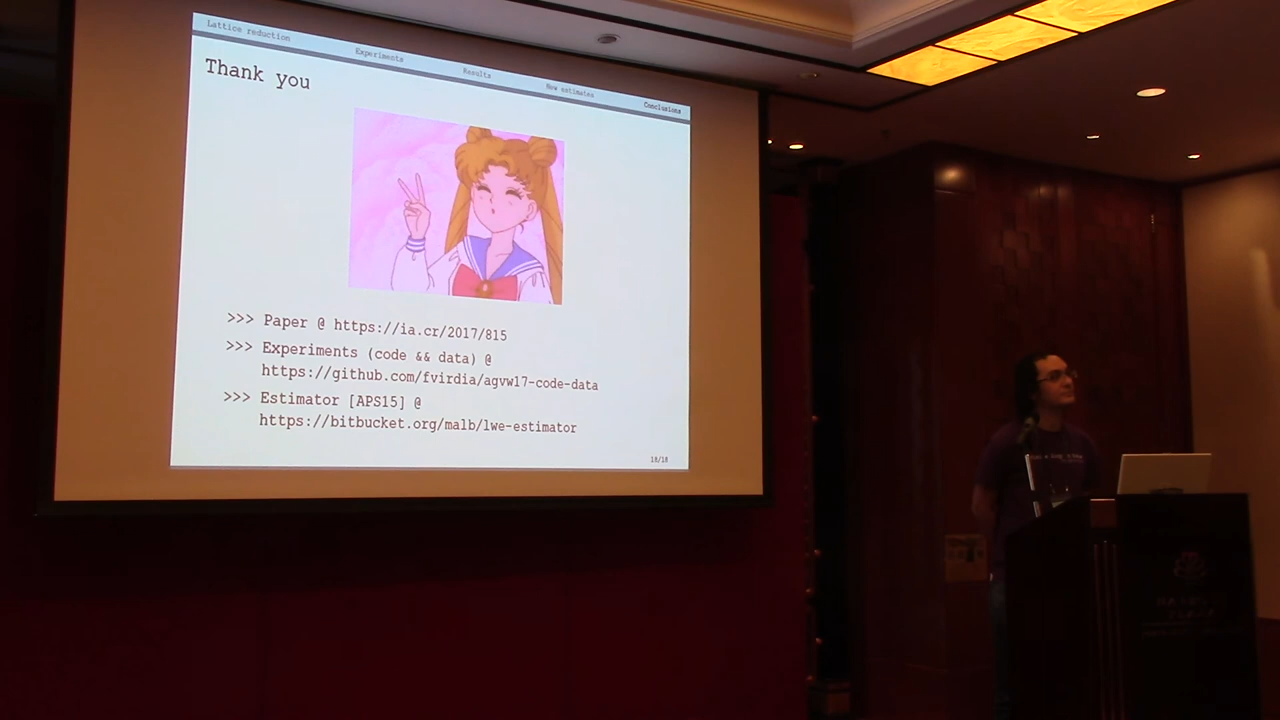 Lattice reduction
Experiments
Results
New estimates
Conclusions
Thank you
>>> Paper @ https://ia.cr/2017/815
>>> Experiments (code && data) @
https://github.com/fvirdia/agvw17-code-data
>>> Estimator [APS15] @
https://bitbucket.org/malb/lwe-estimator
18/18